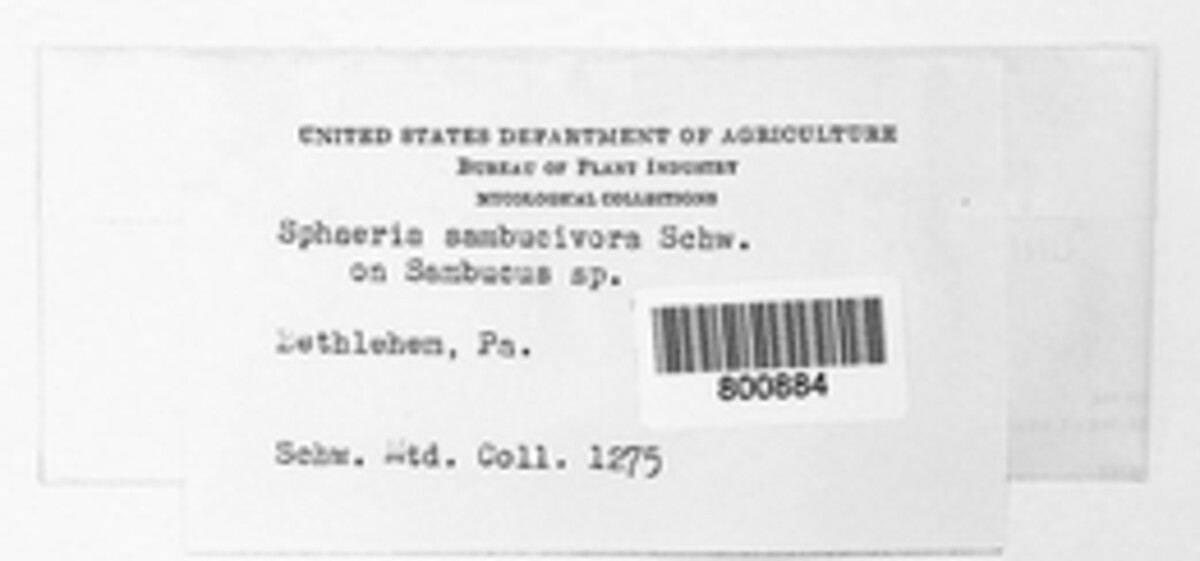 UNITED STATES DEPARTMENT OF AGRICULTURE
BUREAU OF PLANT INDUSTRY
MYCOLOGICAL COLLECTIONS
Sphaeria sambucivora Schw.
on Sambucus sp.
Bethlehem, Pa.
800884
Schw. Mtd. Coll. 1275